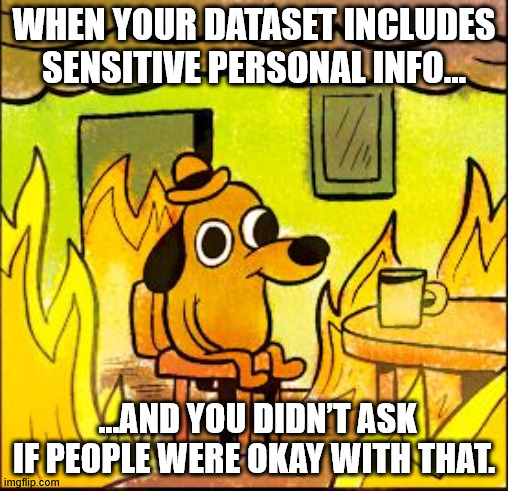 WHEN YOUR DATASET INCLUDES
SENSITIVE PERSONAL INFO...
...AND YOU DIDN'T ASK
IF PEOPLE WERE OKAY WITH THAT.
imgflip.com